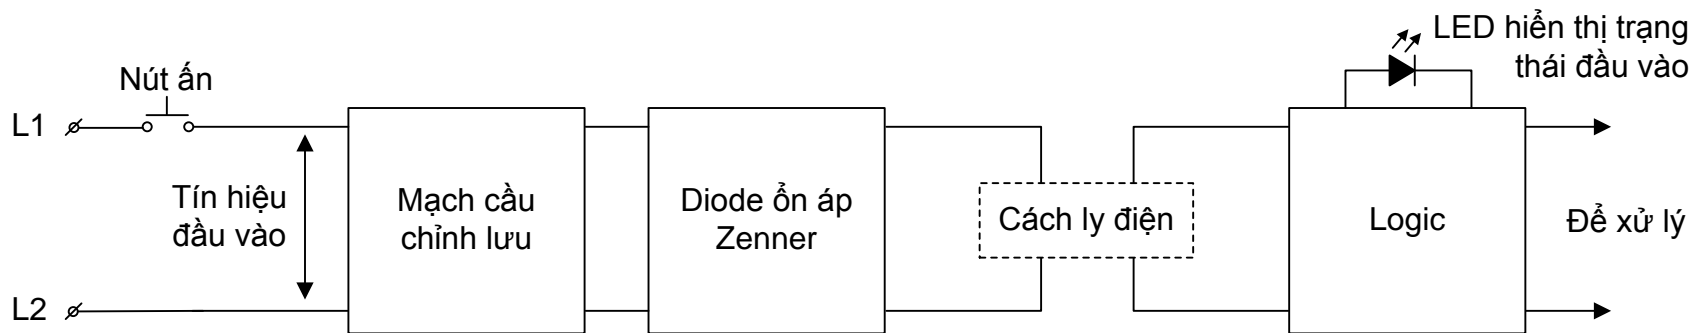 LED hiển thị trạng
thái đầu vào
Nút ấn
L1
Tín hiệu
đầu vào
Mạch cầu
chỉnh lưu
Diode ổn áp
Zenner
Cách ly điện
Logic
Để xử lý
L2